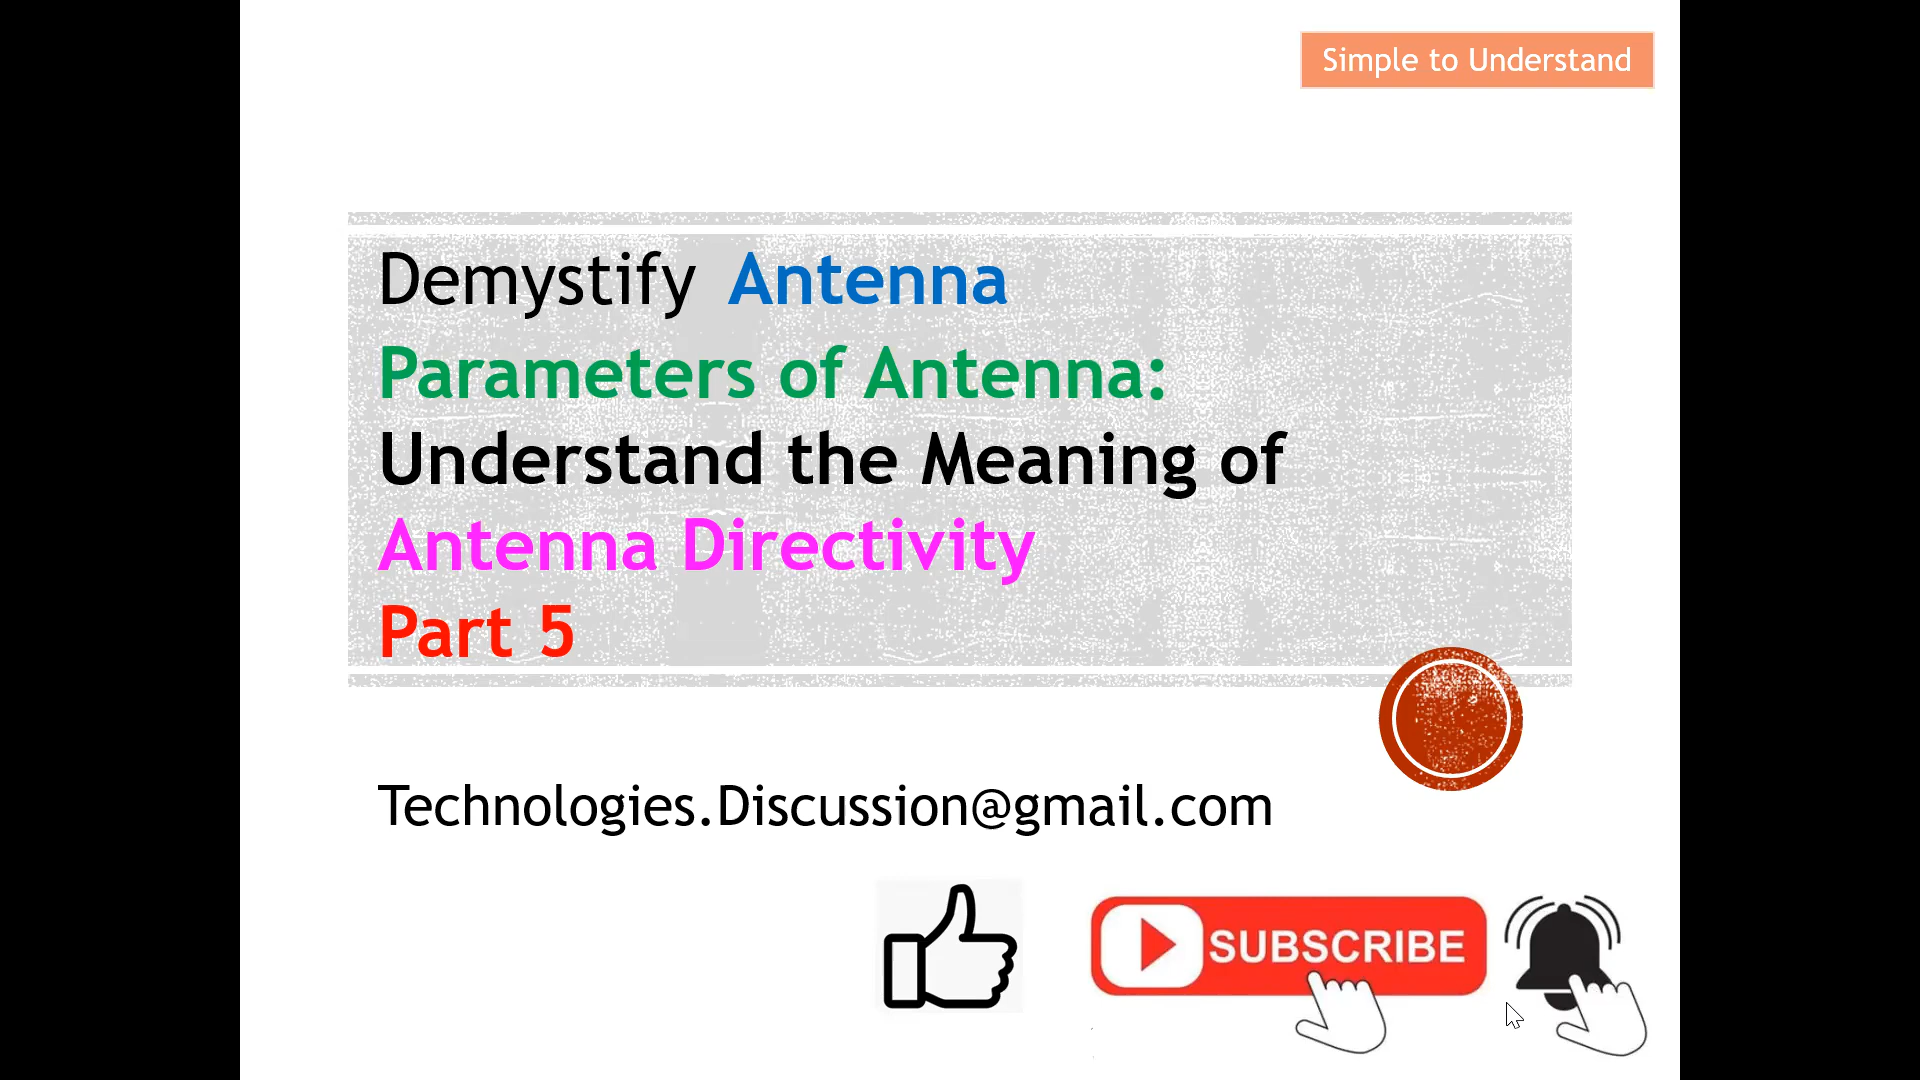 Simple to Understand
Demystify Antenna
Parameters of Antenna:
Understand the Meaning of
Antenna Directivity
Part 5
Technologies.Discussion@gmail.com
SUBSCRIBE